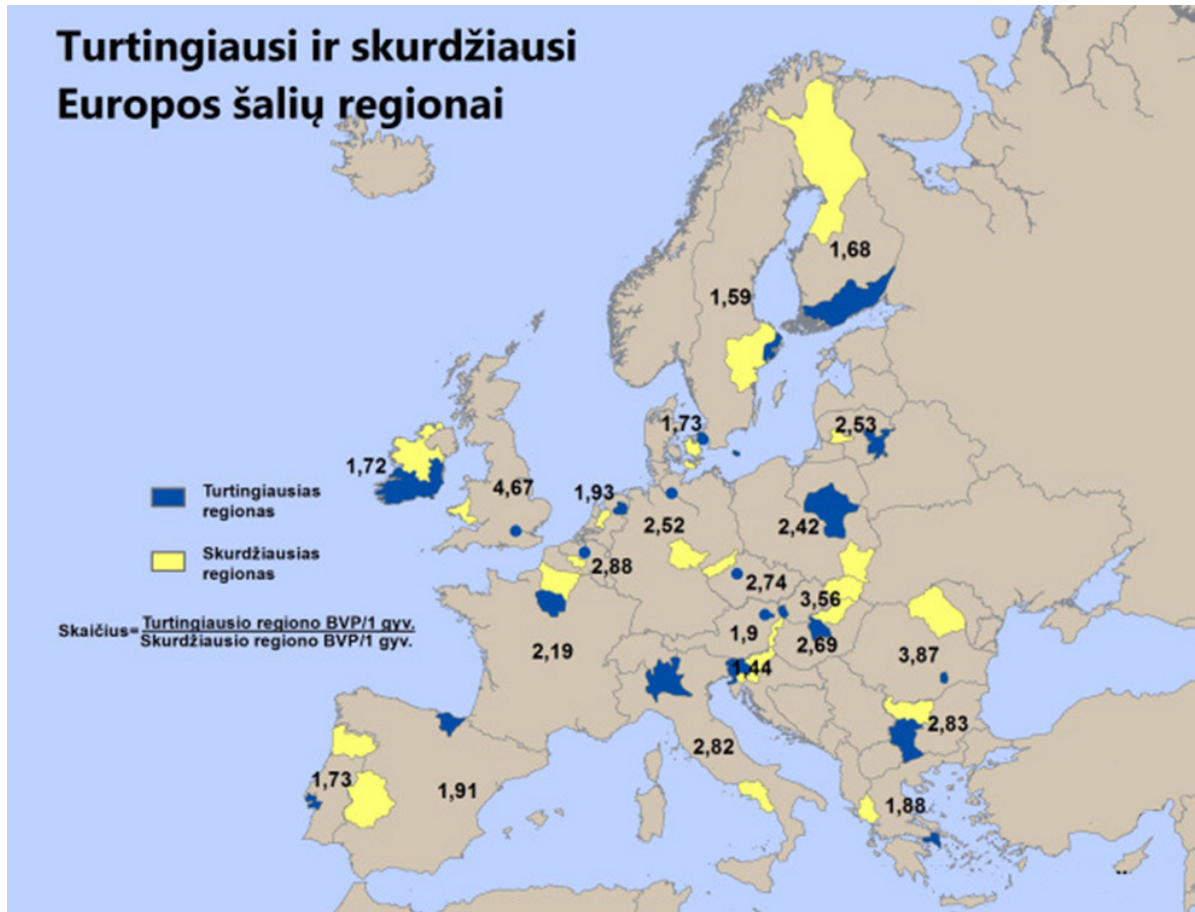 Turtingiausi ir skurdžiausi
Europos šalių regionai
1,68
1,59
1,73
2,53
1,72
4,67
1,93
2,52
2,42
2,88
2,74
3,56
1,9
2,69
1,44
2,19
3,87
2,83
2,82
1,73
1,91
1,88
Turtingiausias
regionas
Skurdžiausias
regionas
Skaičius= Turtingiausio regiono BVP/1 gyv.
Skurdžiausio regiono BVP/1 gyv.